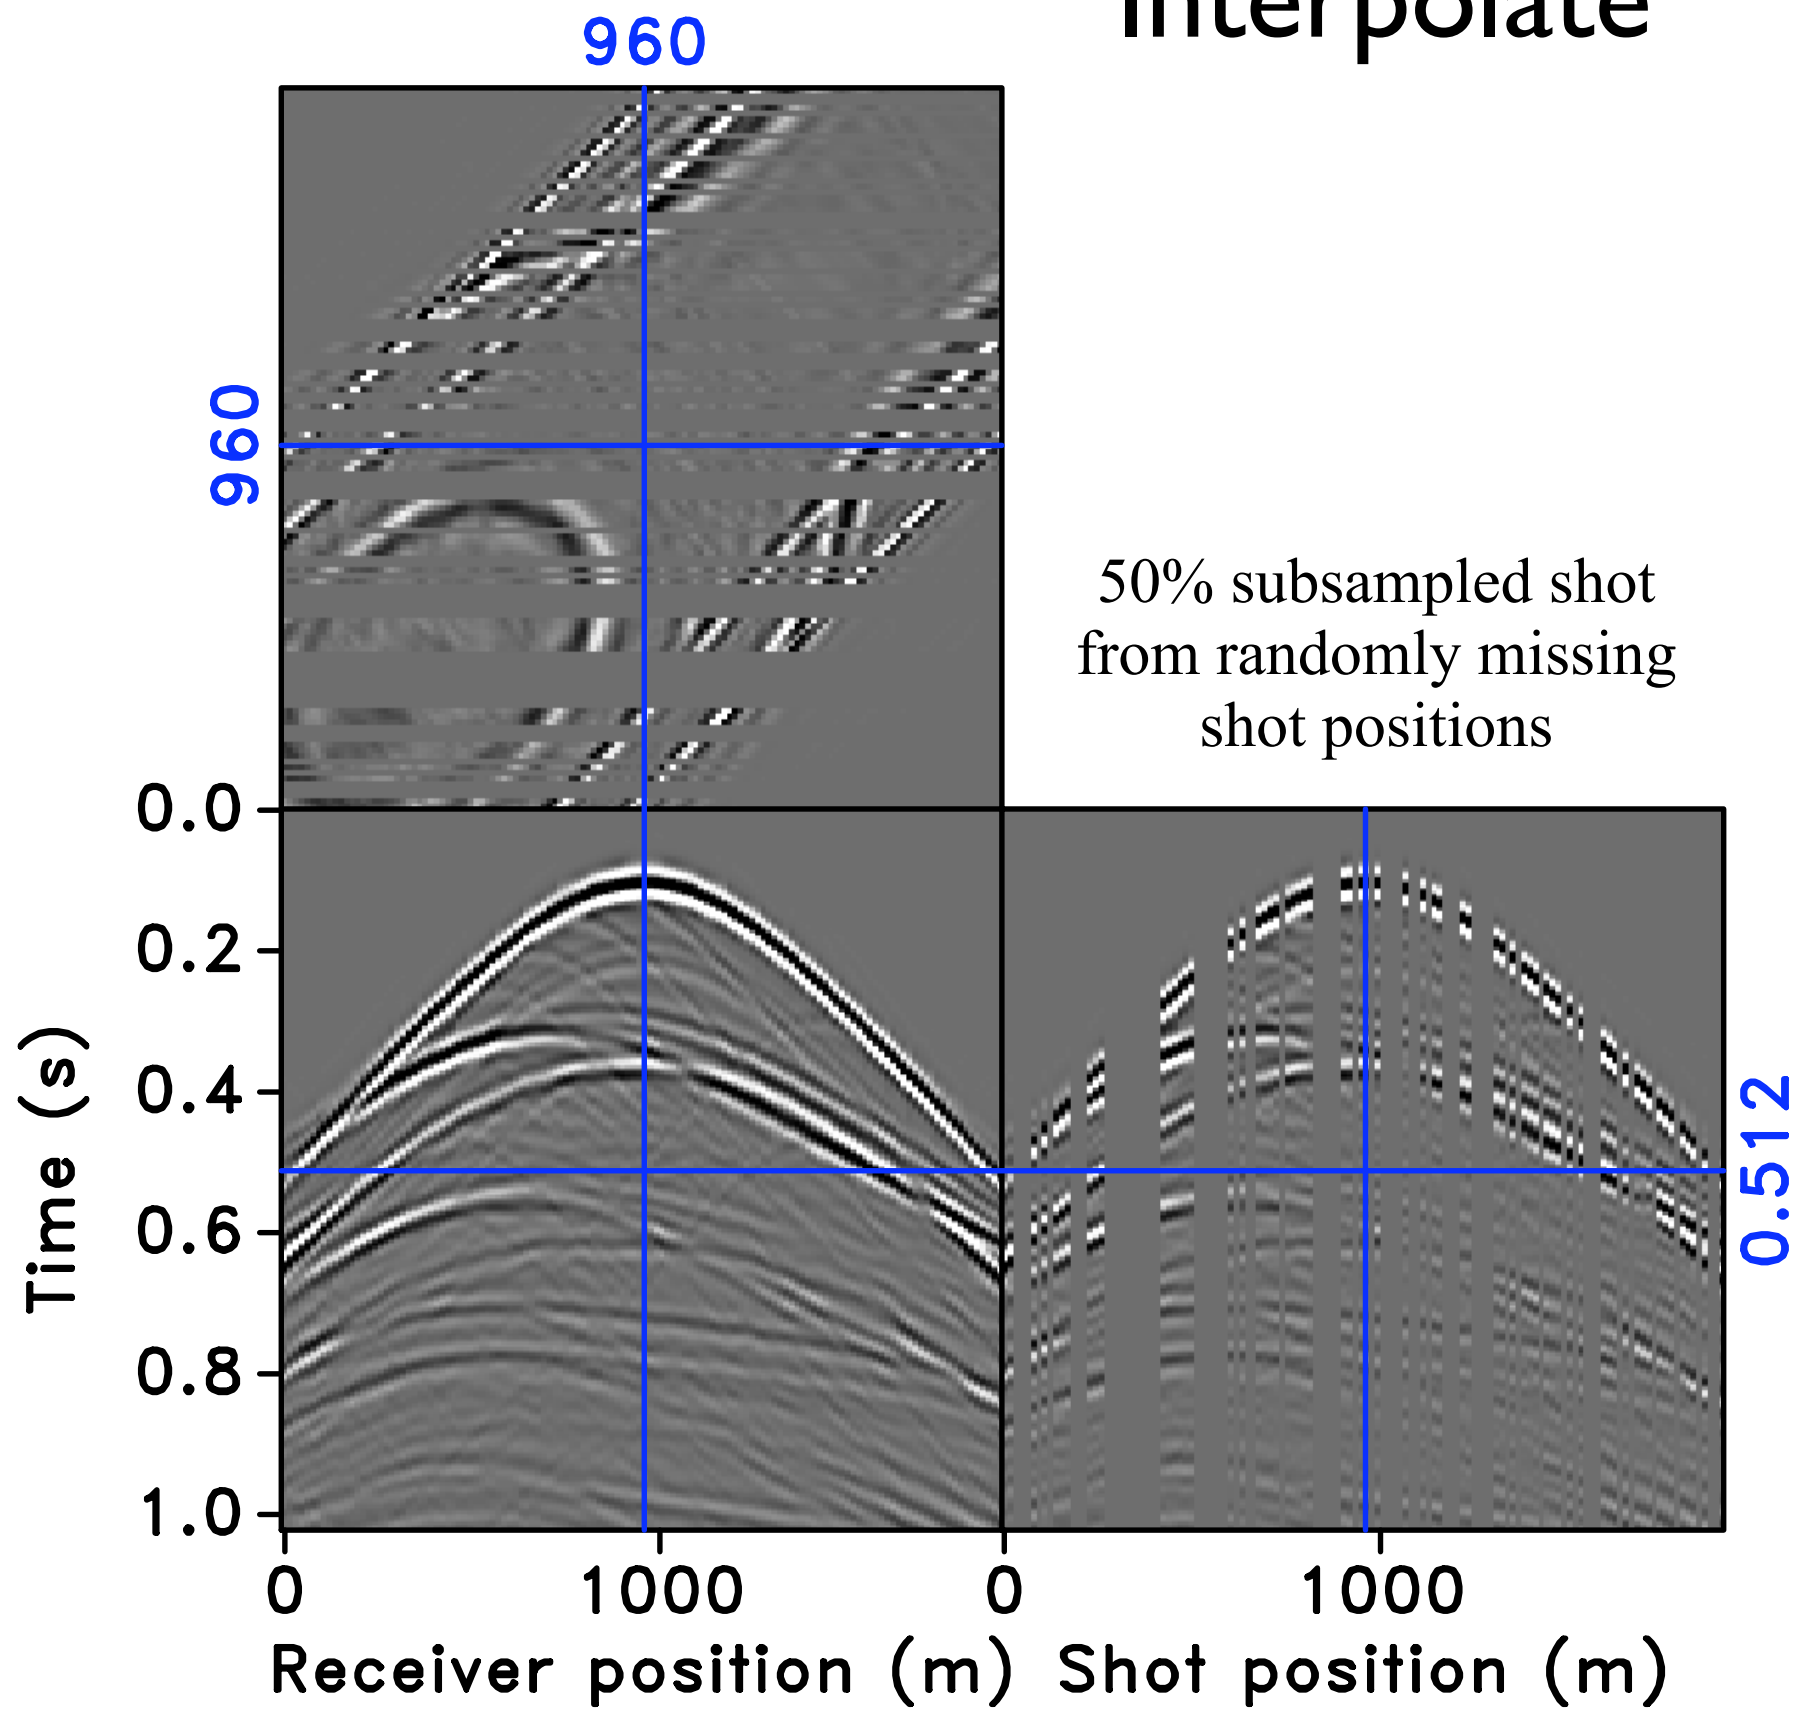 Interpolate
960
960
50% subsampled shot
from randomly missing
shot positions
0.0
0.2
0.4
0.6
0.8
1.0
Time (s)
0.512
0 1000 0 1000
Receiver position (m) Shot position (m)